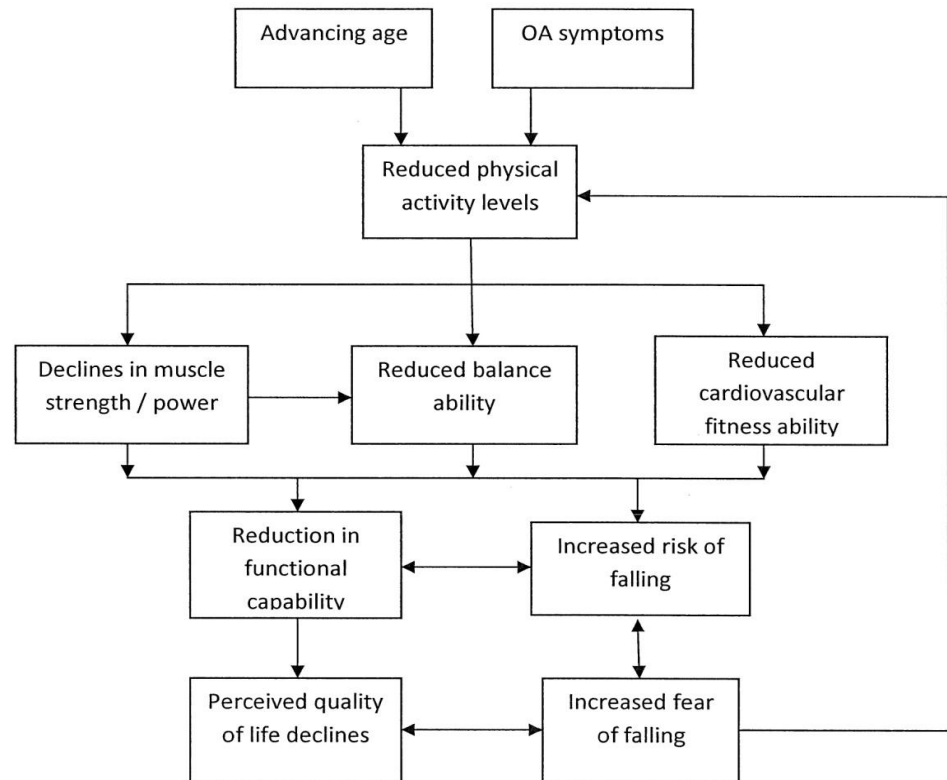 Advancing age
OA symptoms
Reduced physical
activity levels
Declines in muscle
strength / power
Reduced balance
ability
Reduced
cardiovascular
fitness ability
Reduction in
functional
capability
Increased risk of
falling
Perceived quality
of life declines
Increased fear
of falling